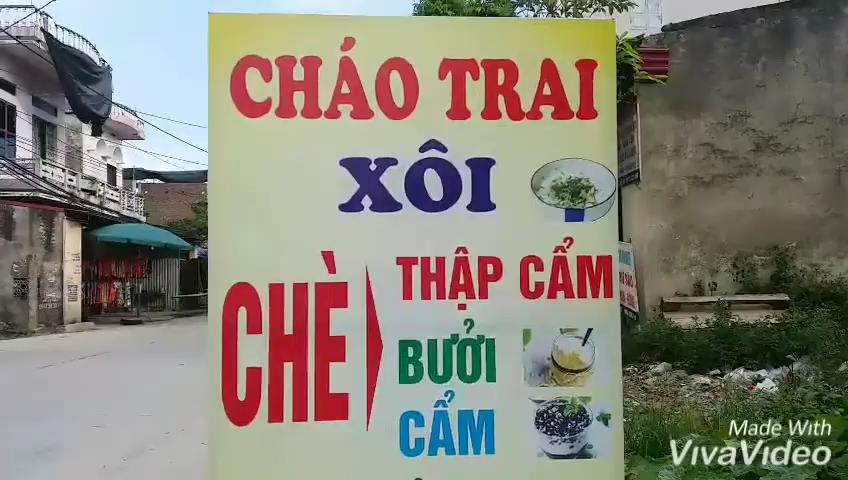 CHÁO TRAI
XÔI
CHÈ
THẬP CẨM
BƯỞI
CẨM
Made With
VivaVideo